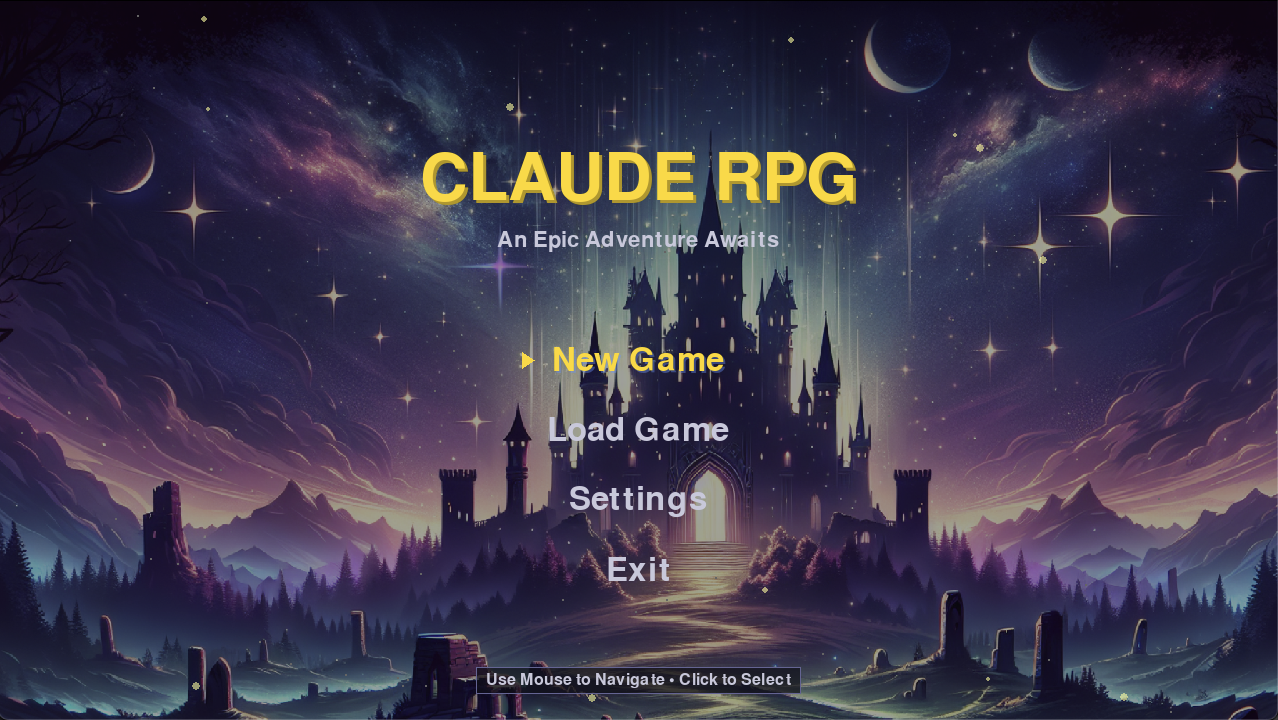 CLAUDE RPG
An Epic Adventure Awaits
New Game
Load Game
Settings
Exit
Use Mouse to Navigate • Click to Select